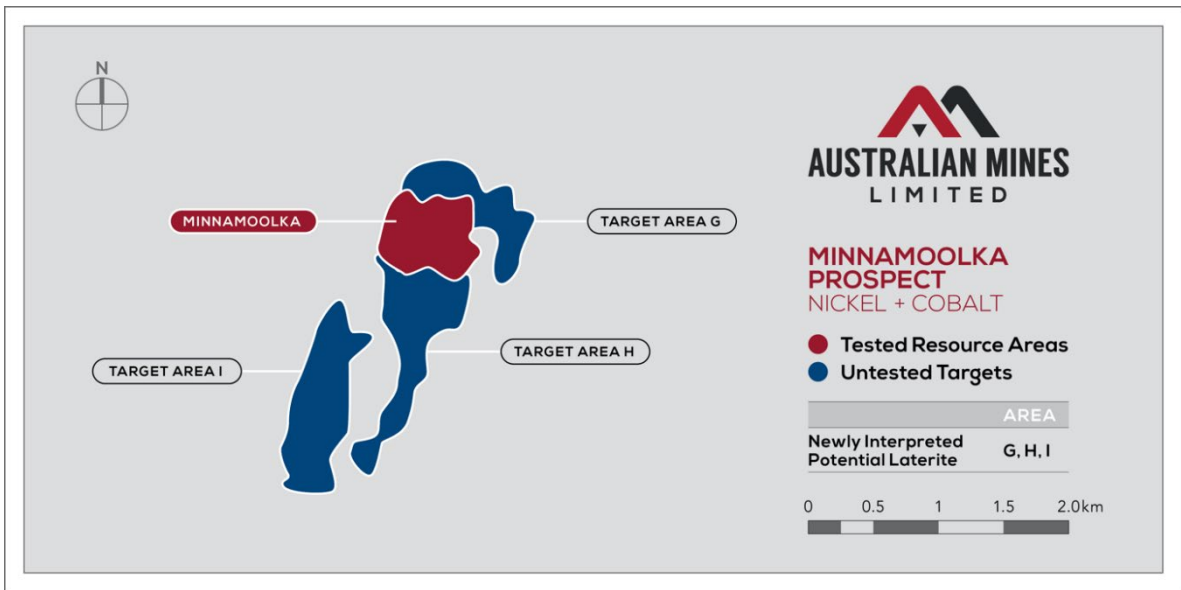 N
AUSTRALIAN MINES
LIMITED
MINNAMOOLKA
TARGET AREA G
TARGET AREA H
TARGET AREA I
MINNAMOOLKA
PROSPECT
NICKEL + COBALT
Tested Resource Areas
Untested Targets
AREA
Newly Interpreted
Potential Laterite
G, H, I
0 0.5 1 1.5 2.0km